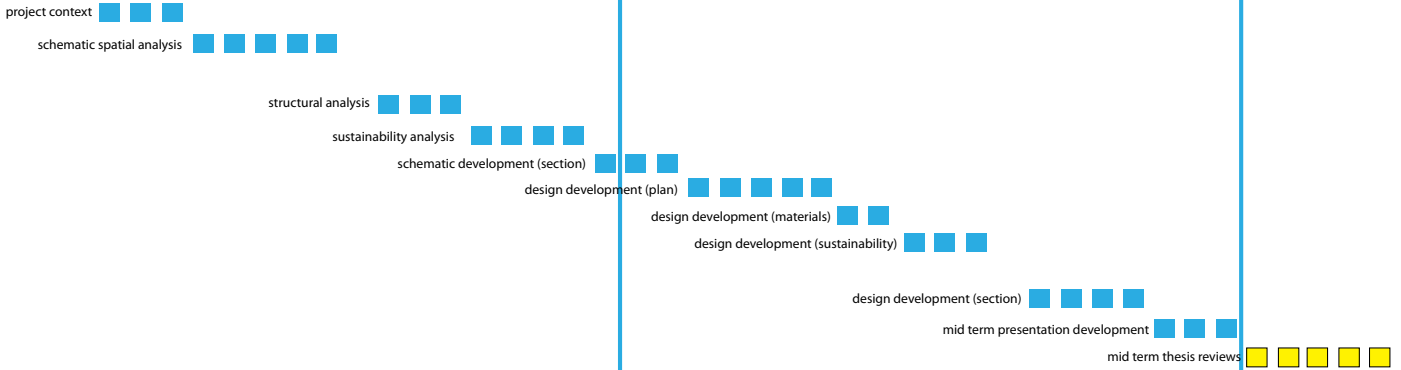 project context
schematic spatial analysis
structural analysis
sustainability analysis
schematic development (section)
design development (plan)
design development (materials)
design development (sustainability)
design development (section)
mid term presentation development
mid term thesis reviews